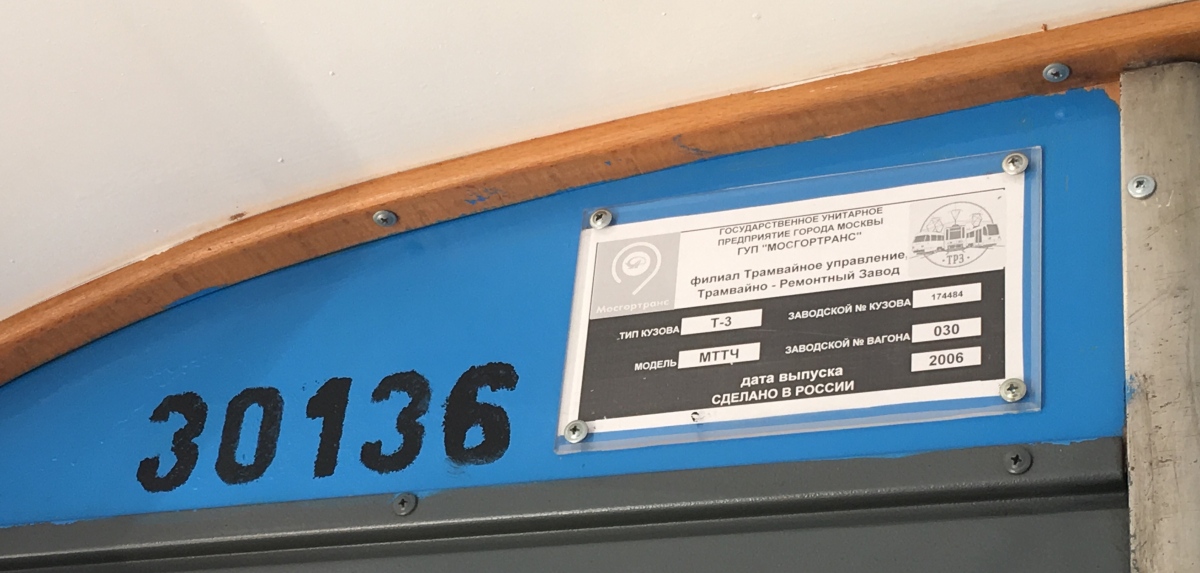 30136
ГОСУДАРСТВЕННОЕ УНИТАРНОЕ
ПРЕДПРИЯТИЕ ГОРОДА МОСКВЫ
ГУП "МОСГОРТРАНС"
филиал Трамвайное управление,
Трамвайно - Ремонтный Завод
Мосгортранс
ТРЗ
ТИП КУЗОВА Т-3
ЗАВОДСКОЙ № КУЗОВА 174484
МОДЕЛЬ МТТЧ
ЗАВОДСКОЙ № ВАГОНА 030
дата выпуска 2006
СДЕЛАНО В РОССИИ